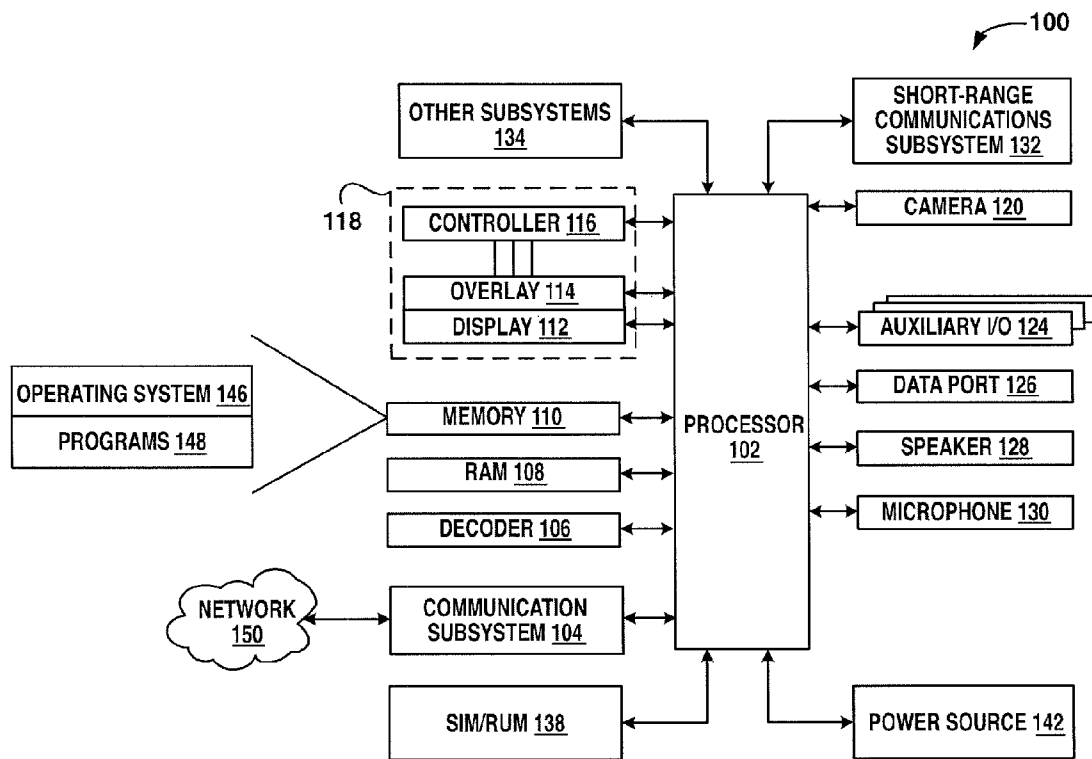 100
OTHER SUBSYSTEMS
134
SHORT-RANGE
COMMUNICATIONS
SUBSYSTEM 132
118
CONTROLLER 116
CAMERA 120
OVERLAY 114
DISPLAY 112
AUXILIARY I/O 124
OPERATING SYSTEM 146
PROGRAMS 148
MEMORY 110
PROCESSOR
102
DATA PORT 126
RAM 108
SPEAKER 128
DECODER 106
MICROPHONE 130
NETWORK
150
COMMUNICATION
SUBSYSTEM 104
SIM/RUM 138
POWER SOURCE 142